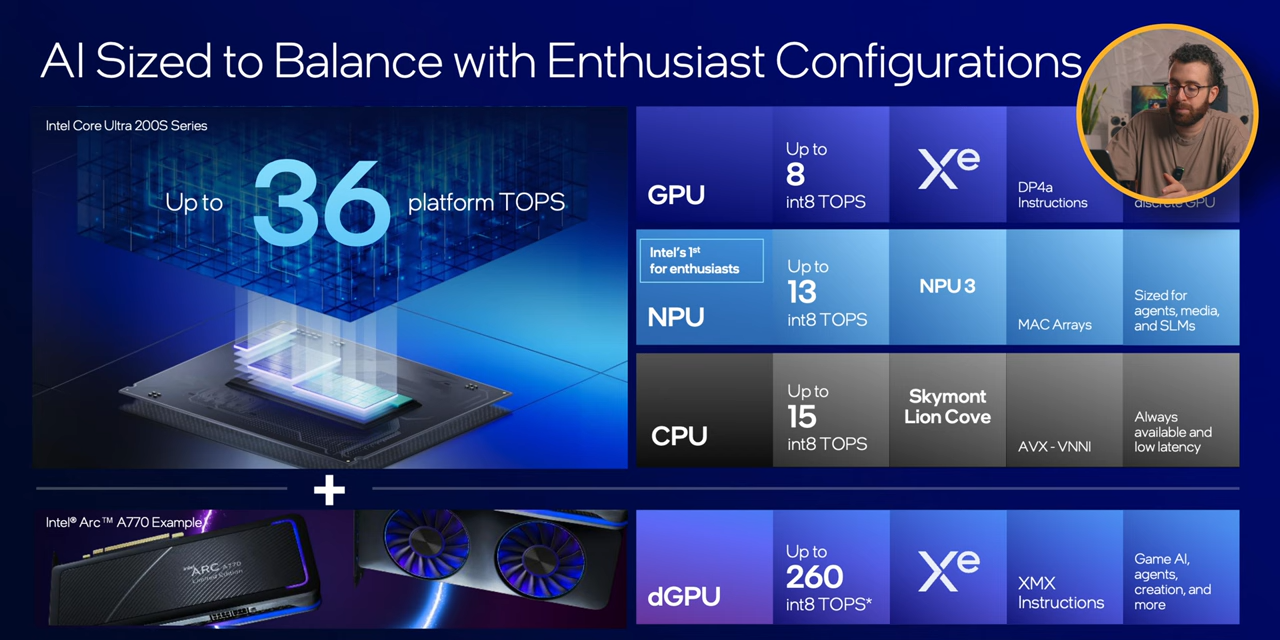 AI Sized to Balance with Enthusiast Configurations
Intel Core Ultra 200S Series
Up to
36
platform TOPS
GPU
Up to
8
int8 TOPS
Xe
DP4a
Instructions
discrete GPU
Intel's 1st
for enthusiasts
NPU
Up to
13
int8 TOPS
NPU 3
MAC Arrays
Sized for
agents, media,
and SLMs
CPU
Up to
15
int8 TOPS
Skymont
Lion Cove
AVX - VNNI
Always
available and
low latency
+
Intel® Arc™ A770 Example
intel
ARC A770
Limited Edition
dGPU
Up to
260
int8 TOPS*
Xe
XMX
Instructions
Game AI,
agents,
creation, and
more